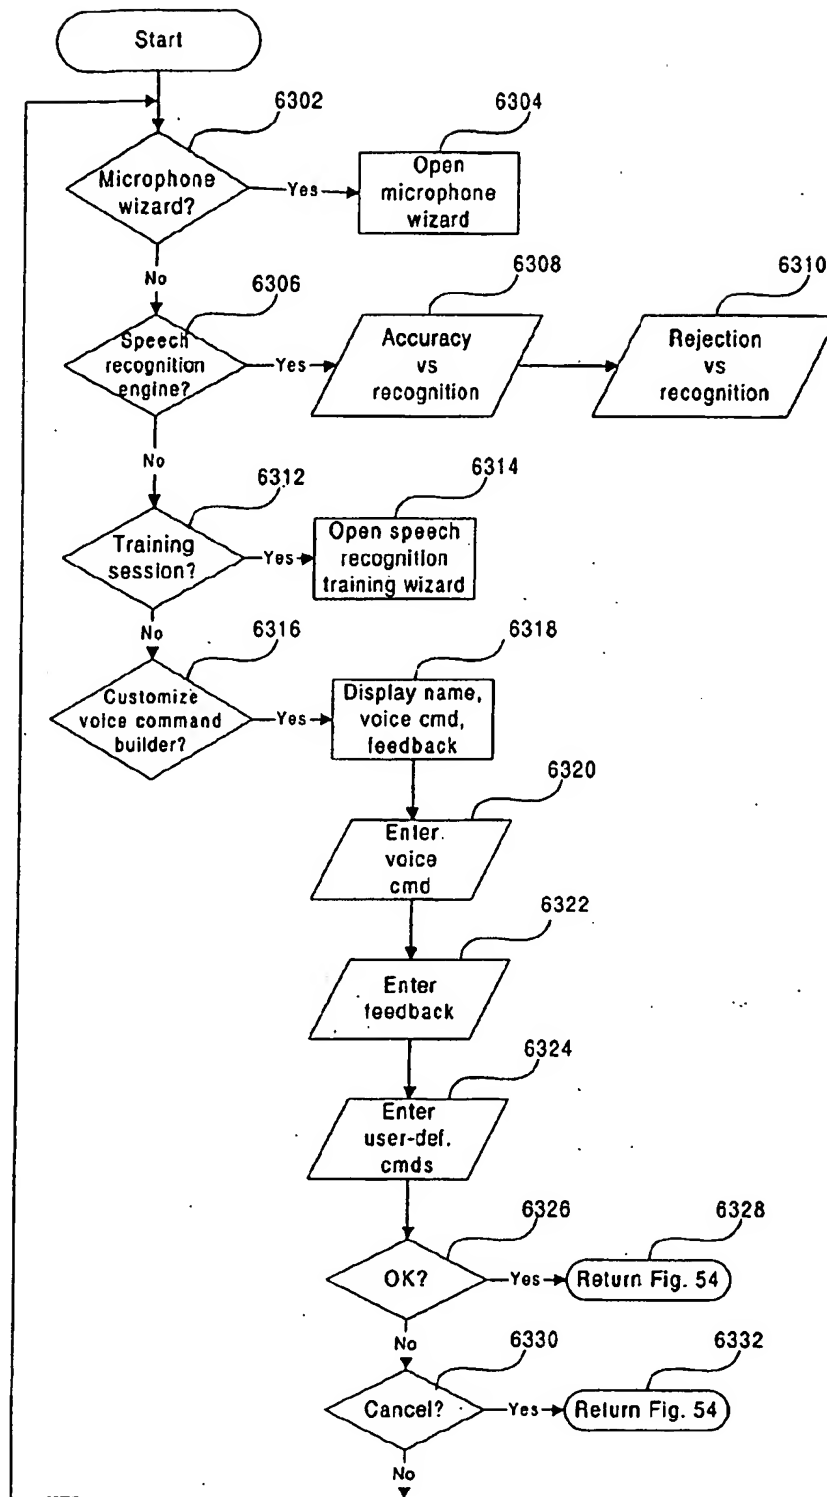 Start
6302
6304
Microphone
wizard?
Yes
Open
microphone
wizard
No
6306
6308
6310
Speech
recognition
engine?
Yes
Accuracy
vs
recognition
Rejection
vs
recognition
No
6312
6314
Training
session?
Yes
Open speech
recognition
training wizard
No
6316
6318
Customize
voice command
builder?
Yes
Display name,
voice cmd,
feedback
6320
Enter
voice
cmd
6322
Enter
feedback
6324
Enter
user-def.
cmds
6326
6328
OK?
Yes
Return Fig. 54
No
6330
6332
Cancel?
Yes
Return Fig. 54
No